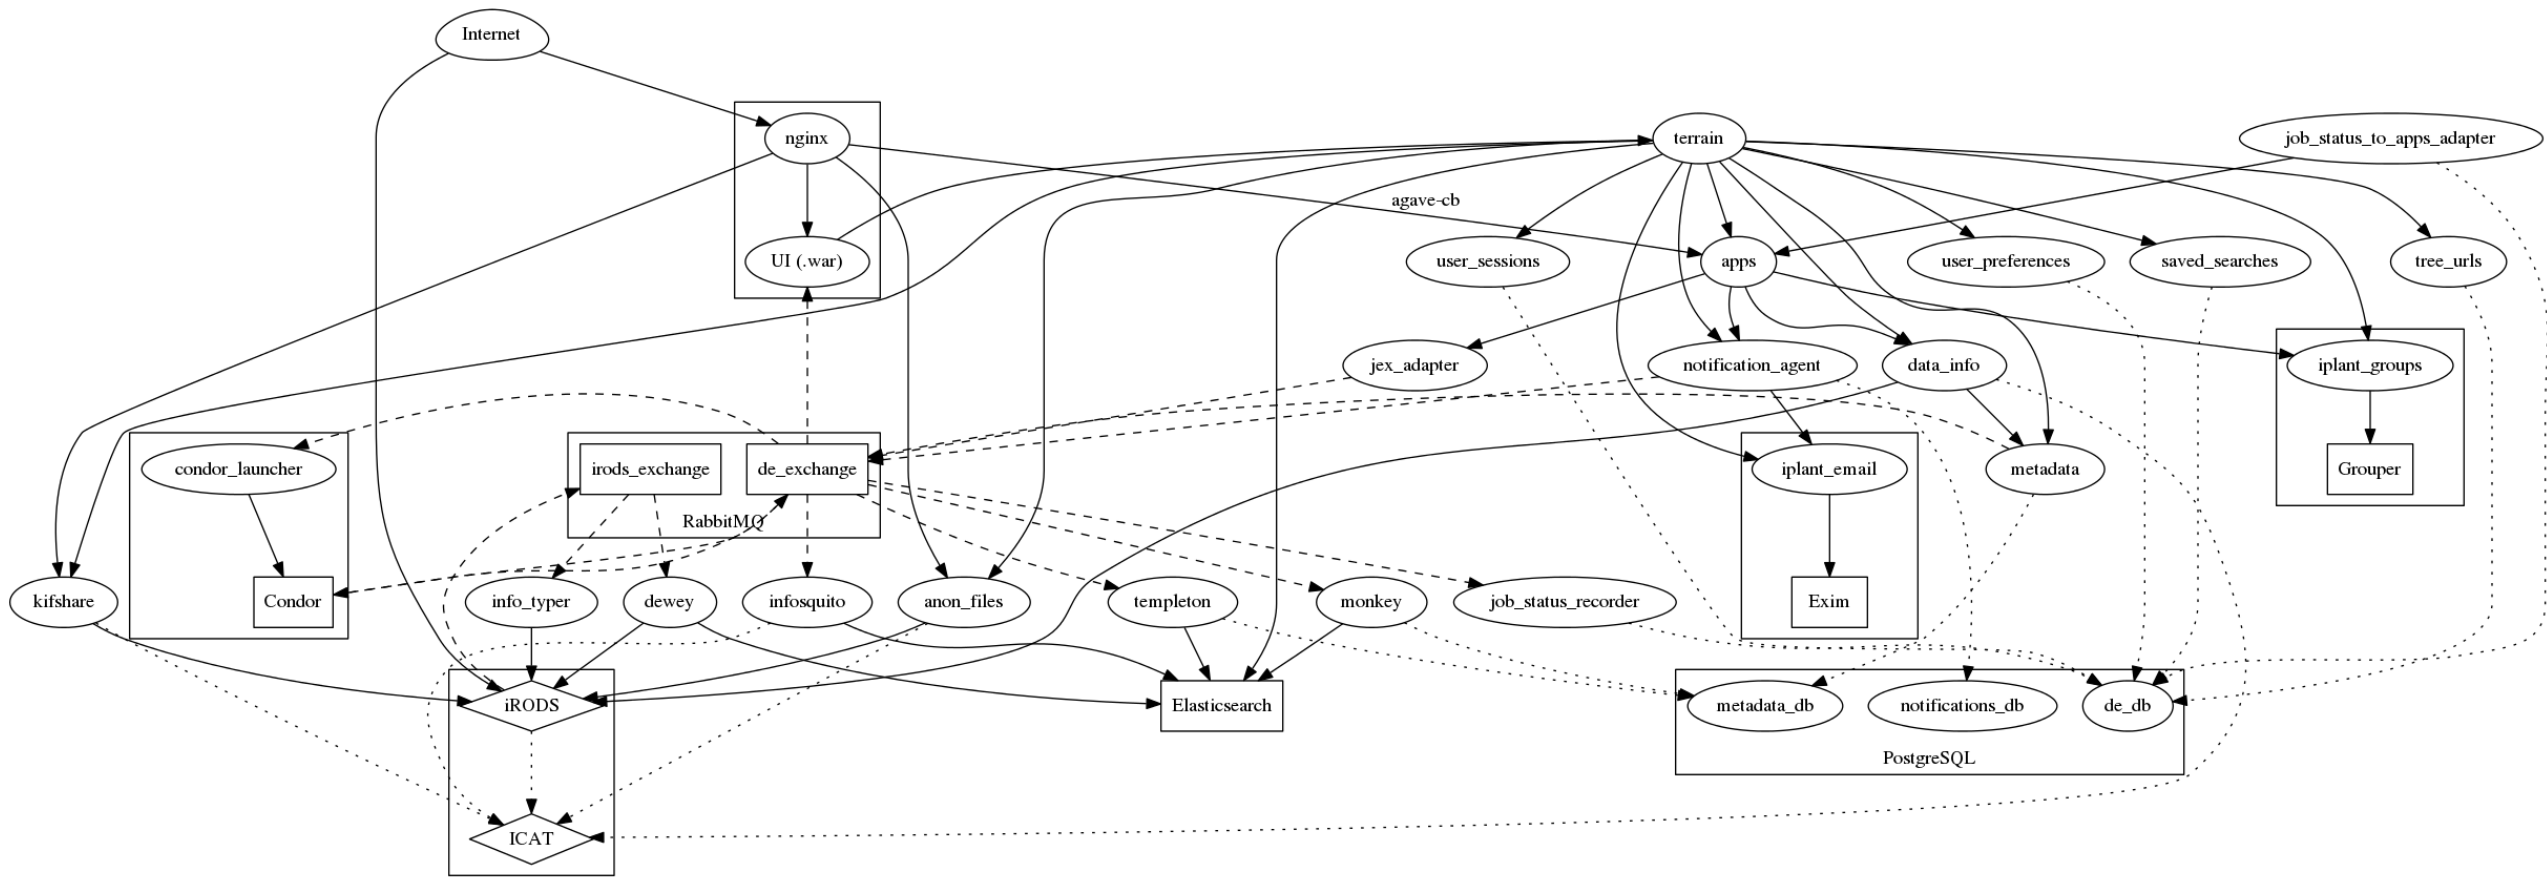 Internet
nginx
terrain
job_status_to_apps_adapter
agave-cb
UI (.war)
user_sessions
apps
user_preferences
saved_searches
tree_urls
jex_adapter
notification_agent
data_info
iplant_groups
condor_launcher
irods_exchange
de_exchange
iplant_email
metadata
Grouper
RabbitMQ
kifshare
Condor
info_typer
dewey
infosquito
anon_files
templeton
monkey
job_status_recorder
Exim
iRODS
Elasticsearch
metadata_db
notifications_db
de_db
PostgreSQL
ICAT